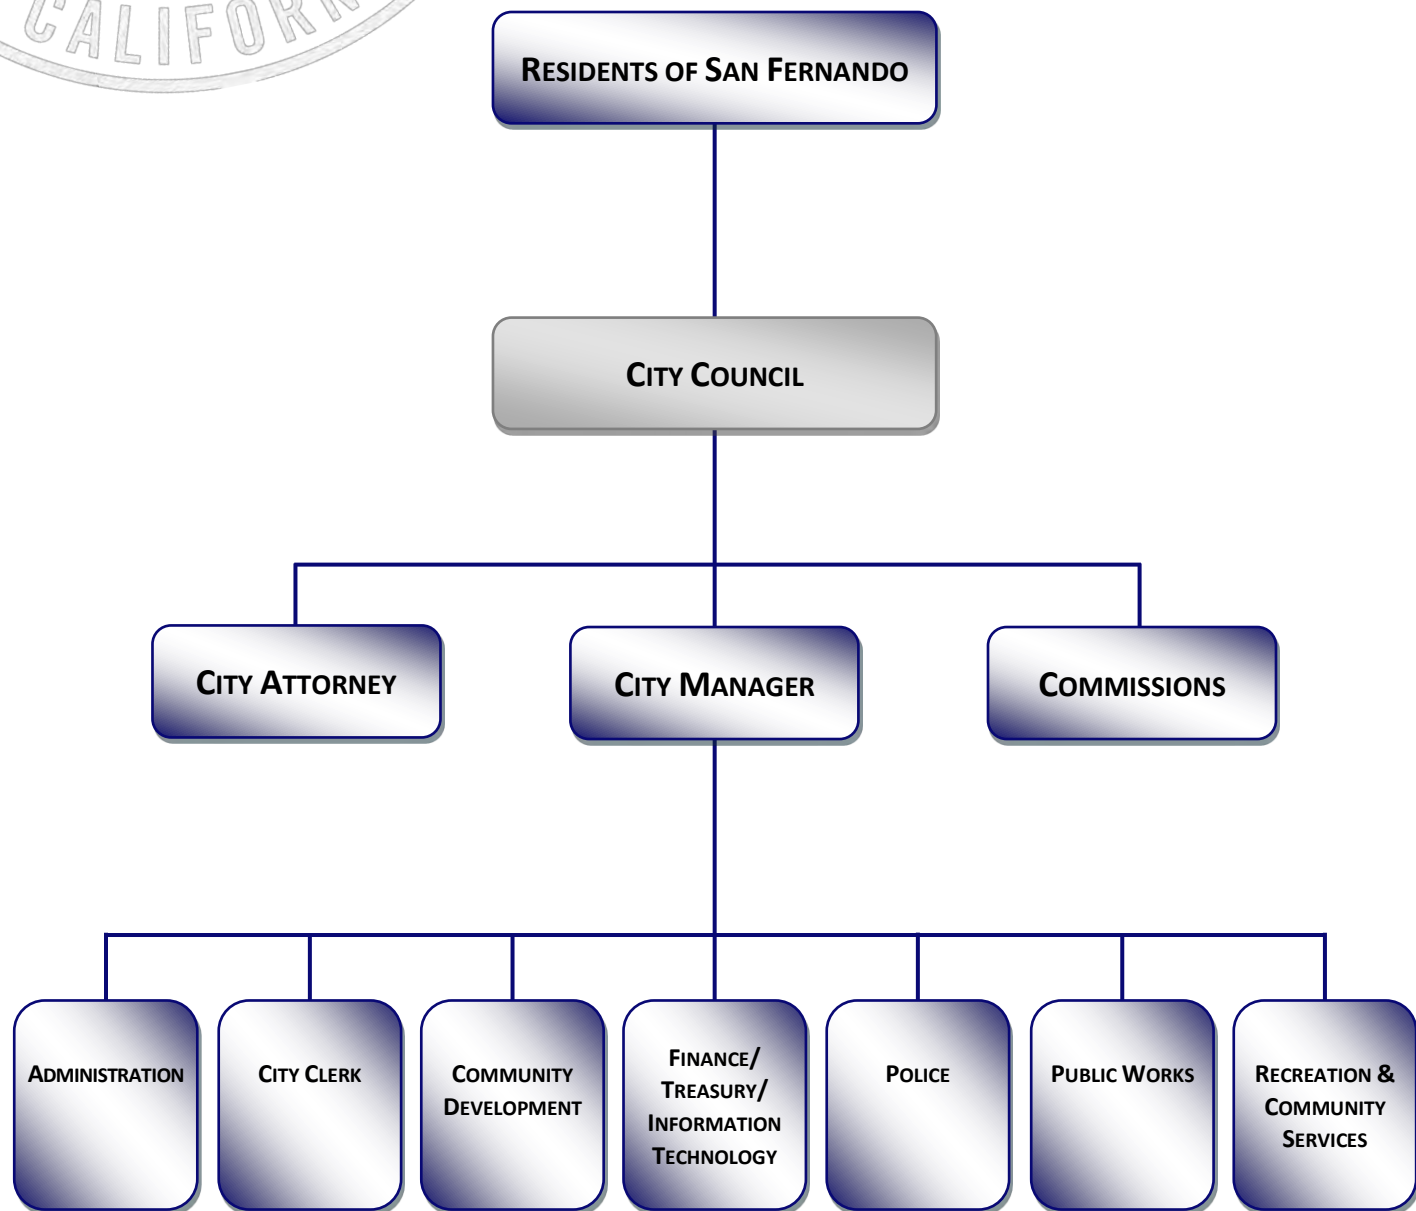 CALIFORN
RESIDENTS OF SAN FERNANDO
CITY COUNCIL
CITY ATTORNEY
CITY MANAGER
COMMISSIONS
ADMINISTRATION
CITY CLERK
COMMUNITY
DEVELOPMENT
FINANCE/
TREASURY/
INFORMATION
TECHNOLOGY
POLICE
PUBLIC WORKS
RECREATION &
COMMUNITY
SERVICES